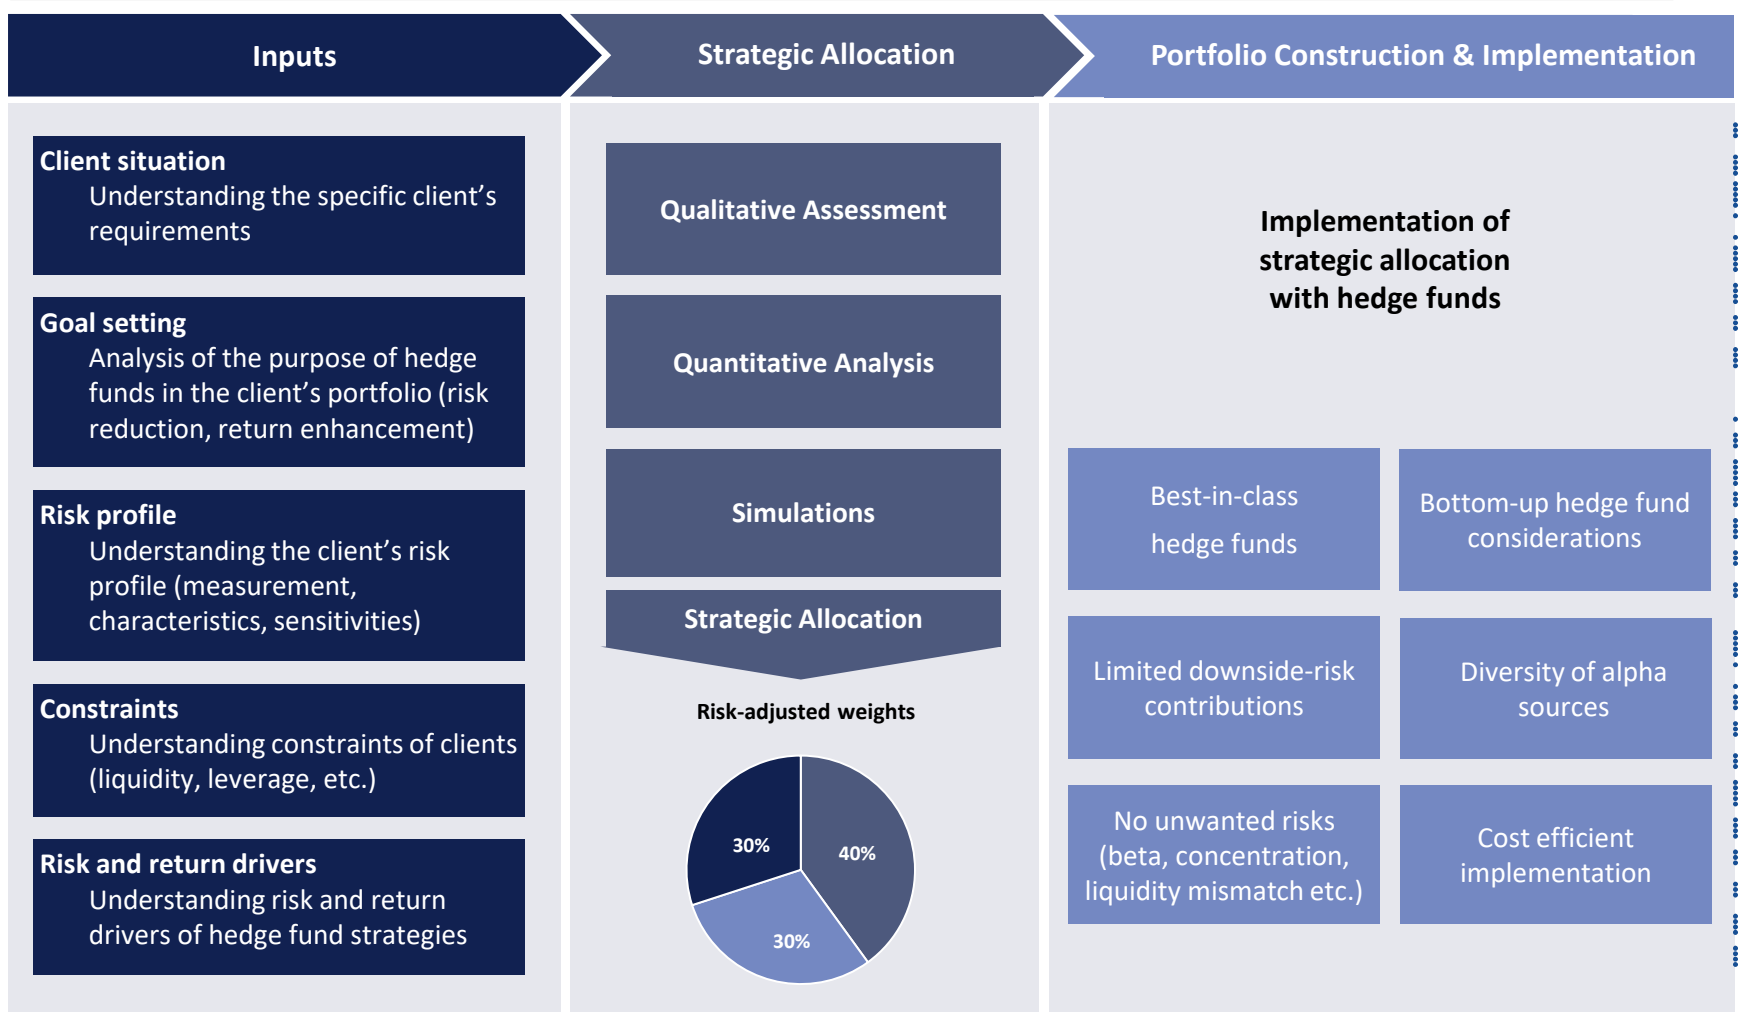 Inputs
Strategic Allocation
Portfolio Construction & Implementation
Client situation
Understanding the specific client’s
requirements
Goal setting
Analysis of the purpose of hedge
funds in the client’s portfolio (risk
reduction, return enhancement)
Risk profile
Understanding the client’s risk
profile (measurement,
characteristics, sensitivities)
Constraints
Understanding constraints of clients
(liquidity, leverage, etc.)
Risk and return drivers
Understanding risk and return
drivers of hedge fund strategies
Qualitative Assessment
Quantitative Analysis
Simulations
Strategic Allocation
Risk-adjusted weights
30%
40%
30%
Implementation of
strategic allocation
with hedge funds
Best-in-class
hedge funds
Bottom-up hedge fund
considerations
Limited downside-risk
contributions
Diversity of alpha
sources
No unwanted risks
(beta, concentration,
liquidity mismatch etc.)
Cost efficient
implementation